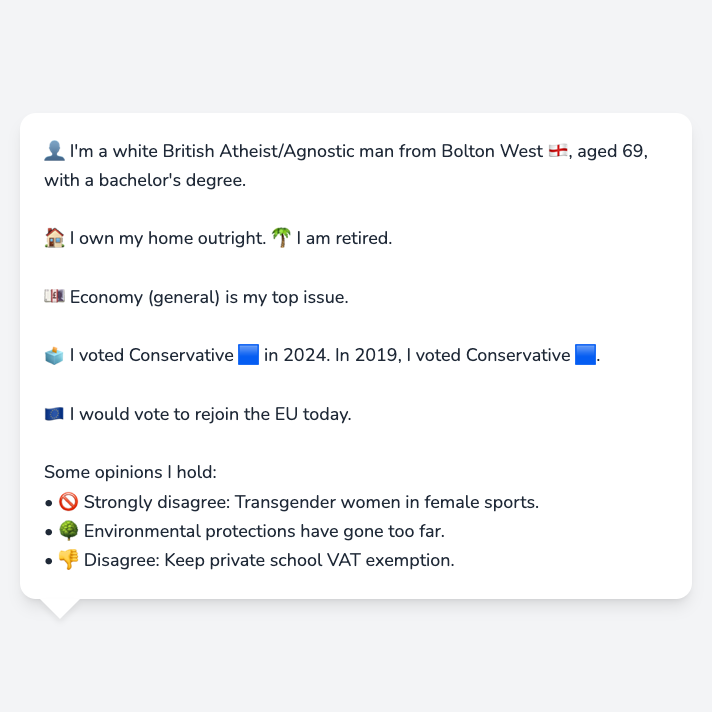 👤 I'm a white British Atheist/Agnostic man from Bolton West 🏴󠁧󠁢󠁥󠁮󠁧󠁿, aged 69,
with a bachelor's degree.
🏠 I own my home outright. 🌴 I am retired.
💷 Economy (general) is my top issue.
🗳️ I voted Conservative 🟦 in 2024. In 2019, I voted Conservative 🟦.
🇪🇺 I would vote to rejoin the EU today.
Some opinions I hold:
• 🚫 Strongly disagree: Transgender women in female sports.
• 🌳 Environmental protections have gone too far.
• 👎 Disagree: Keep private school VAT exemption.